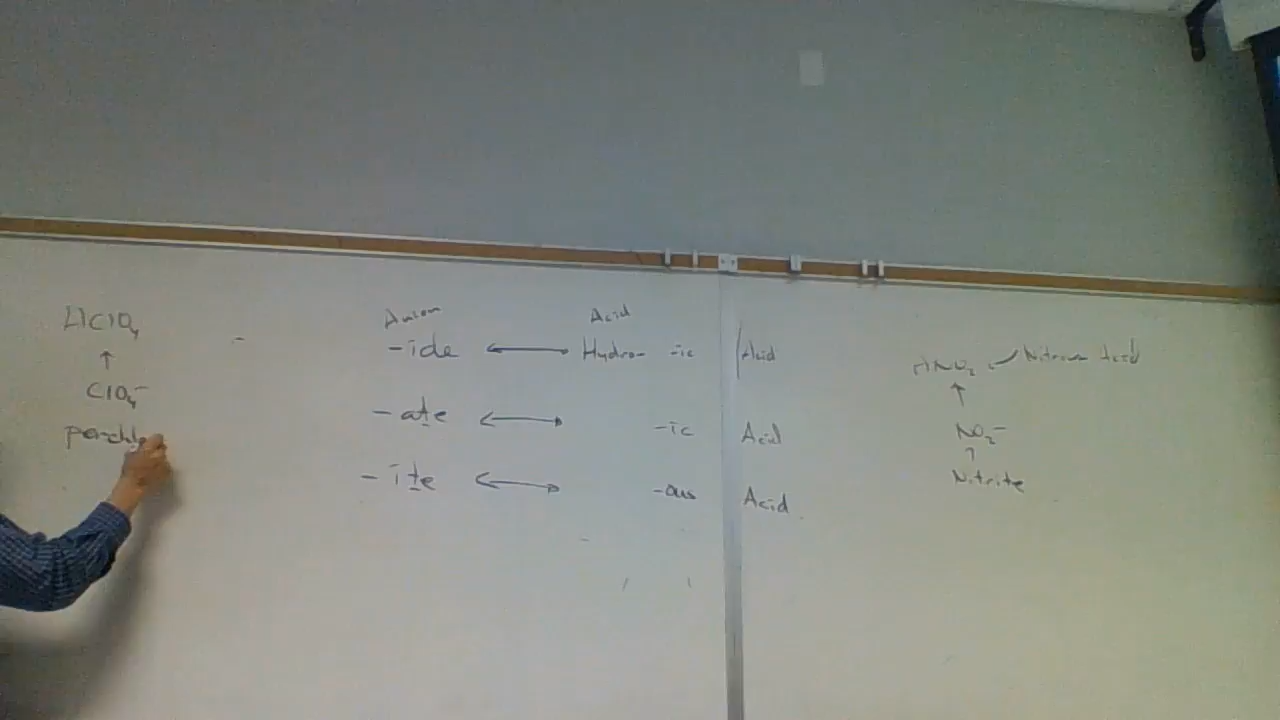 HClO₄
↑
ClO₄⁻
perchl
Anion Acid
-ide ⟷ Hydro- -ic Acid
-ate ⟷ -ic Acid
-ite ⟷ -ous Acid
HNO₂ Nitrous Acid
↑
NO₂⁻
↑
Nitrite